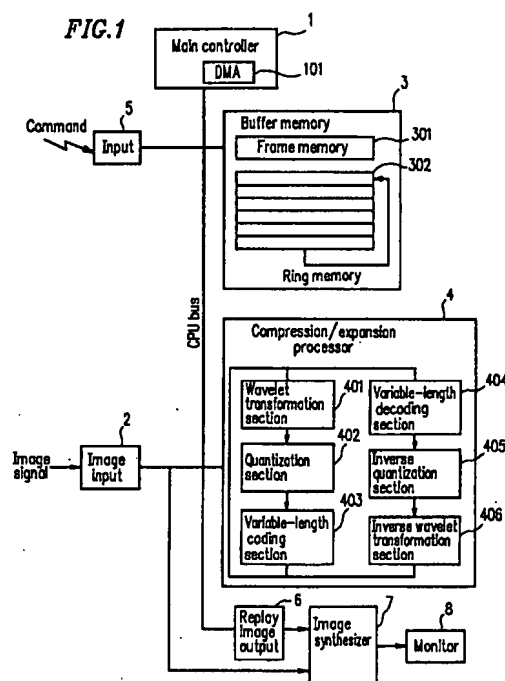 FIG.1
1
Main controller
DMA
101
3
Buffer memory
Frame memory
301
302
Ring memory
Command
5
Input
CPU bus
4
Compression/expansion
processor
Wavelet
transformation
section
401
Quantization
section
402
Variable-length
coding
section
403
Variable-length
decoding
section
404
Inverse
quantization
section
405
Inverse wavelet
transformation
section
406
Image
signal
2
Image
input
6
Replay
image
output
7
Image
synthesizer
8
Monitor